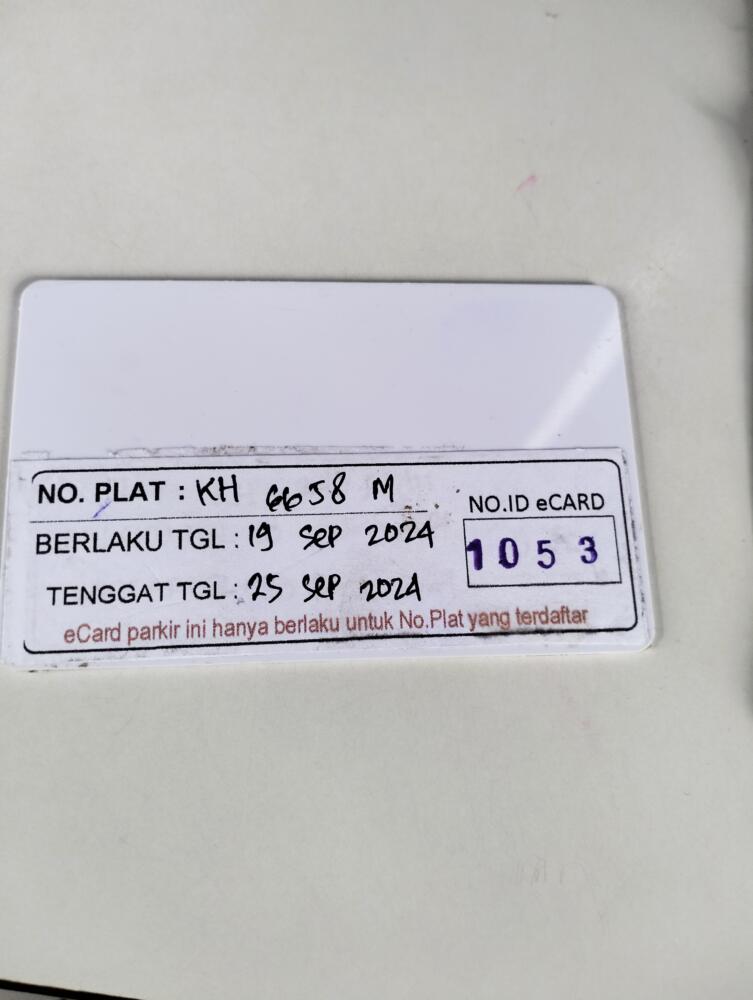 NO. PLAT : KH 6658 M
NO.ID eCARD
BERLAKU TGL : 19 Sep 2024
1053
TENGGAT TGL : 25 Sep 2024
eCard parkir ini hanya berlaku untuk No.Plat yang terdaftar